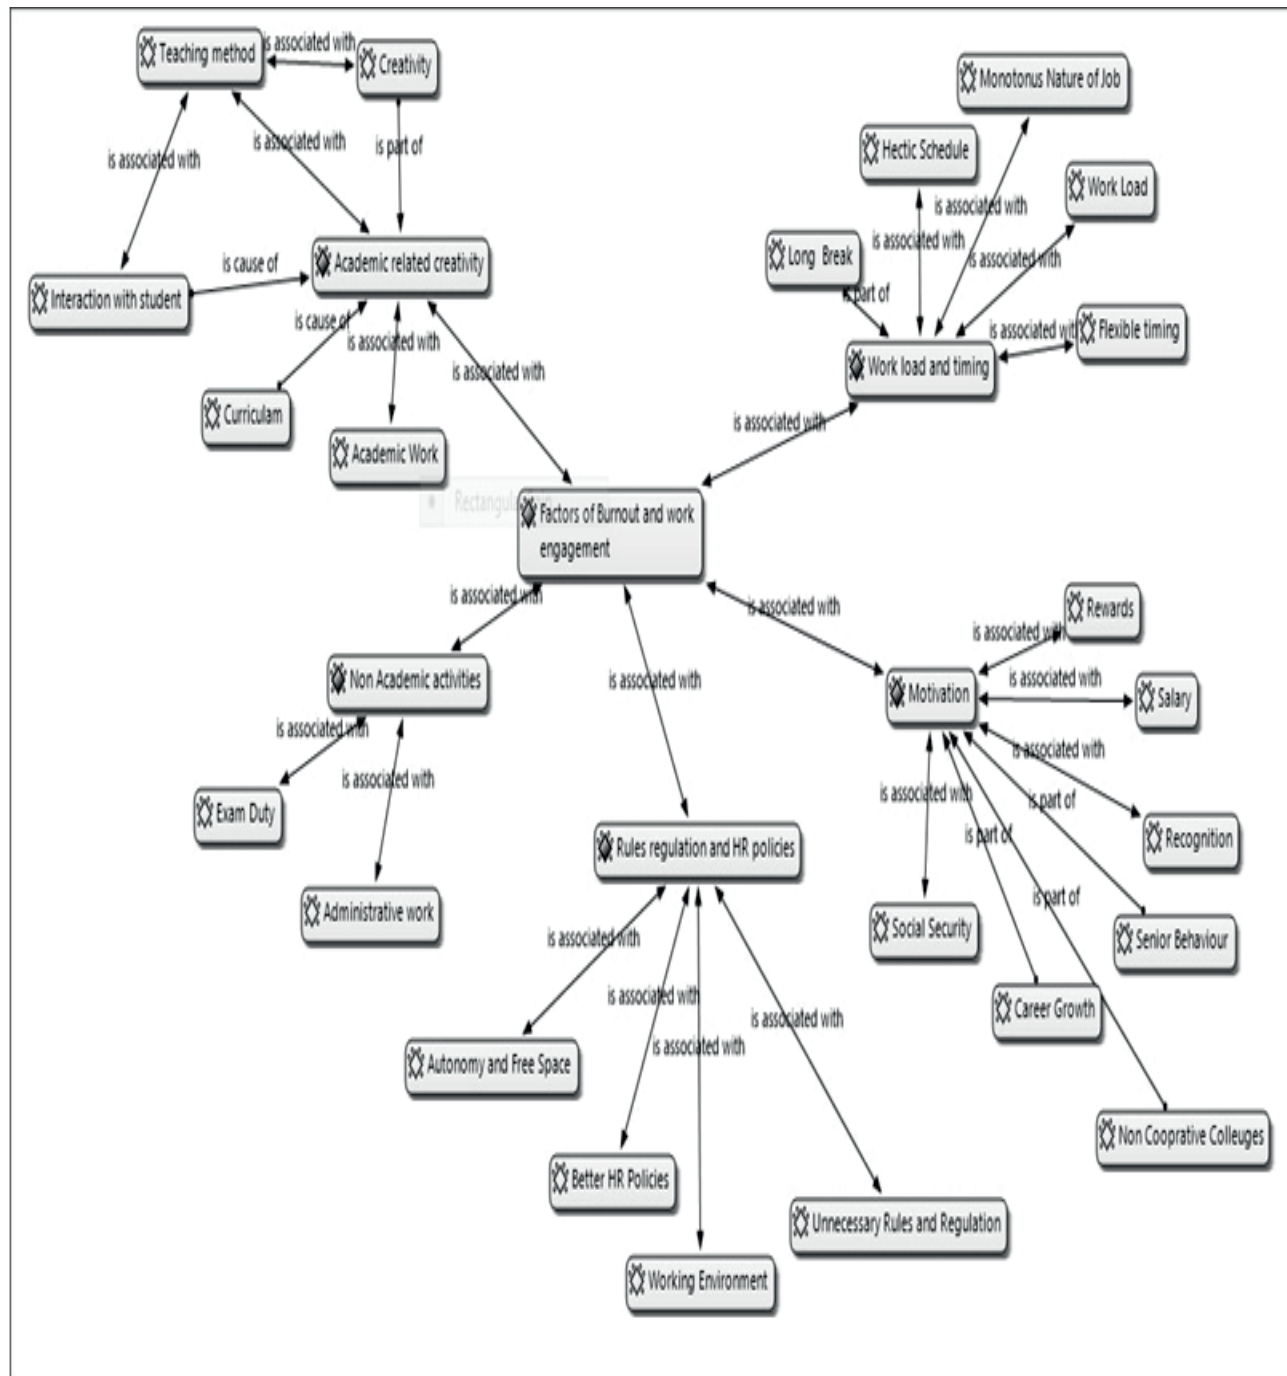 Teaching method
is associated with
Creativity
is associated with
is associated with
is part of
Interaction with student
is cause of
Academic related creativity
is cause of
is associated with
is associated with
Curriculam
Academic Work
Monotonus Nature of Job
Hectic Schedule
Work Load
is associated with
is associated with
is associated with
Long Break
is part of
is associated with
Flexible timing
Work load and timing
is associated with
Factors of Burnout and work
engagement
is associated with
is associated with
is associated with
Non Academic activities
is associated with
is associated with
Exam Duty
Administrative work
Rewards
is associated with
is associated with
Salary
Motivation
is associated with
is associated with
is part of
is part of
Recognition
is part of
Social Security
Senior Behaviour
Career Growth
Non Cooprative Colleuges
Rules regulation and HR policies
is associated with
is associated with
is associated with
is associated with
Autonomy and Free Space
Better HR Policies
Unnecessary Rules and Regulation
Working Environment